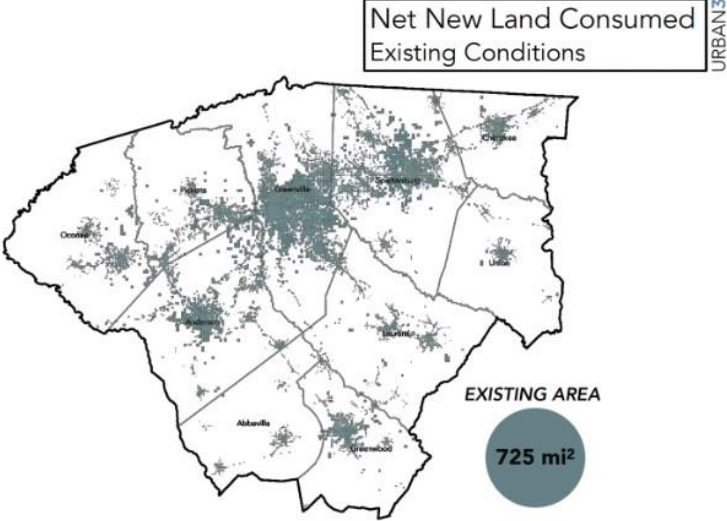 Net New Land Consumed
Existing Conditions
URBAN3
Cherokee
Spartanburg
Pickens
Greenville
Oconee
Union
Anderson
Laurens
EXISTING AREA
Abbeville
Greenwood
725 mi²